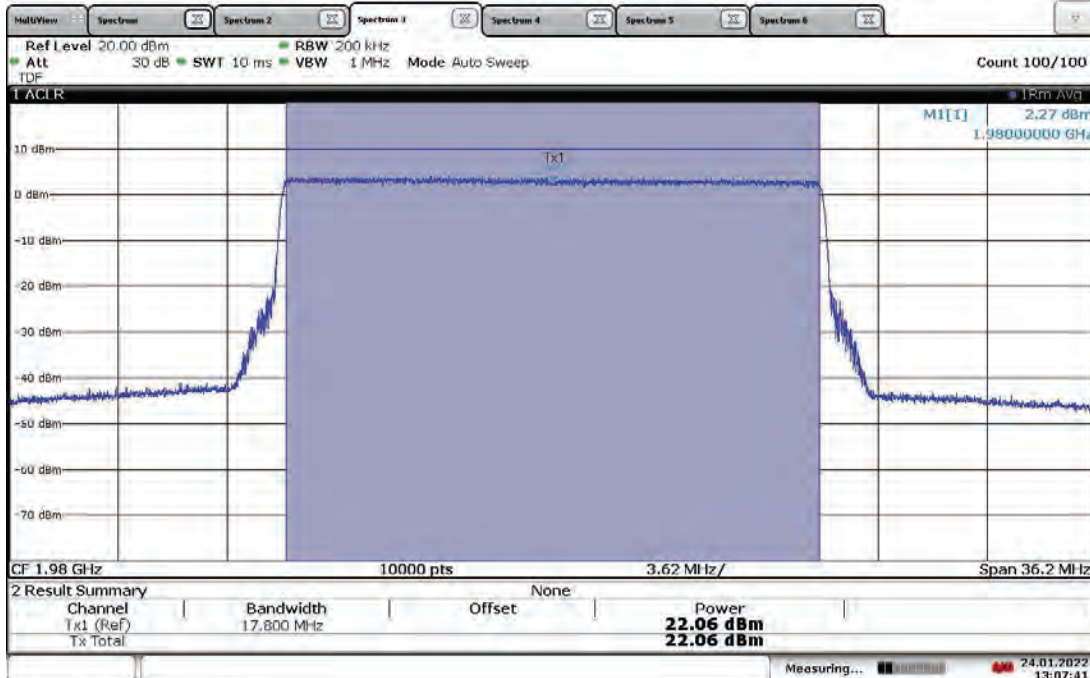 MultiView Spectrum Spectrum 2 Spectrum 3 Spectrum 4 Spectrum 5 Spectrum 6
Ref Level 20.00 dBm RBW 200 kHz
Att 30 dB SWT 10 ms VBW 1 MHz Mode Auto Sweep Count 100/100
TDF
1 ACLR 1Rm Avg
M1[1] 2.27 dBm
1.98000000 GHz
10 dBm
Tx1
0 dBm
-10 dBm
-20 dBm
-30 dBm
-40 dBm
-50 dBm
-60 dBm
-70 dBm
CF 1.98 GHz 10000 pts 3.62 MHz/ Span 36.2 MHz
2 Result Summary None
Channel Bandwidth Offset Power
Tx1 (Ref) 17.800 MHz 22.06 dBm
Tx Total 22.06 dBm
Measuring... 24.01.2022
13:07:41